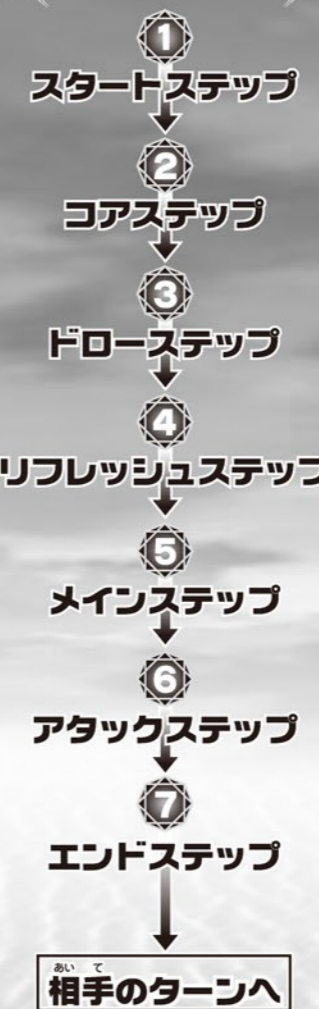 1
スタートステップ
2
コアステップ
3
ドローステップ
4
リフレッシュステップ
5
メインステップ
6
アタックステップ
7
エンドステップ
あいて
相手のターンへ